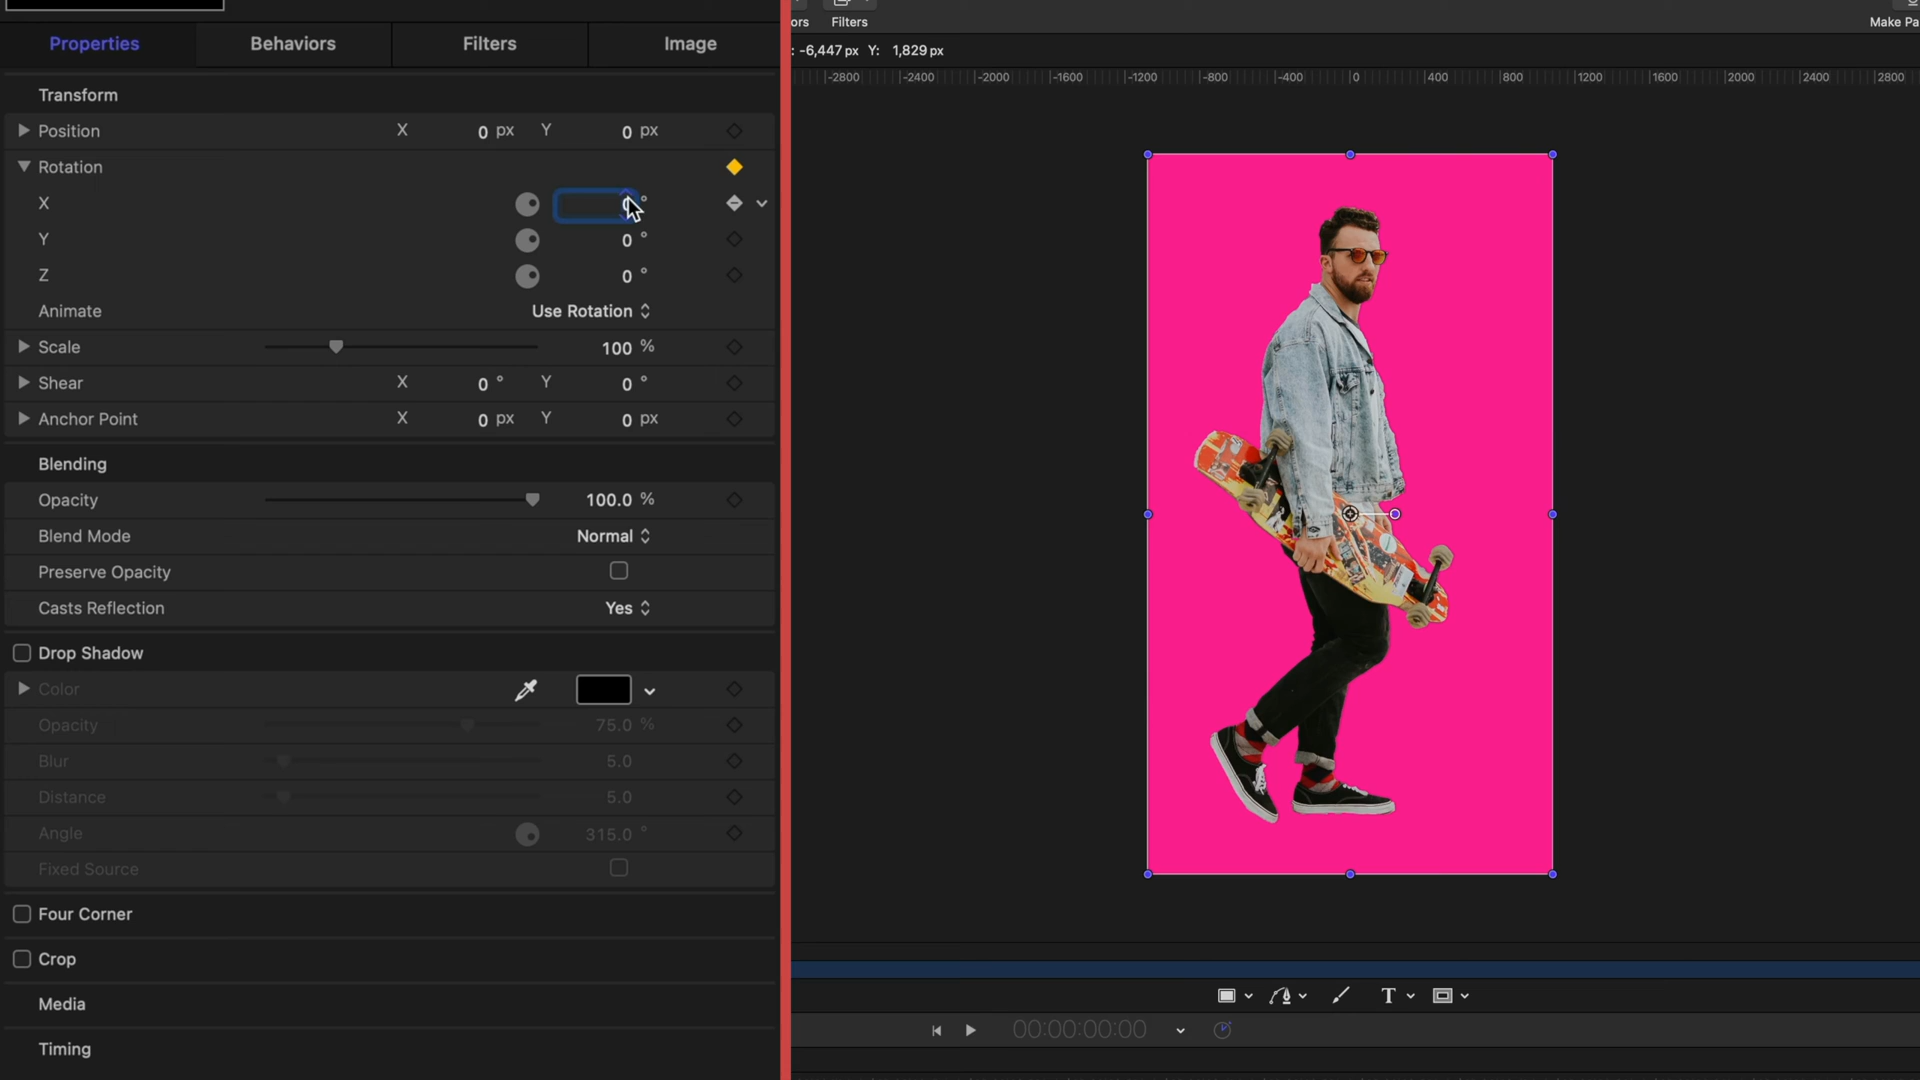 Properties Behaviors Filters Image
Transform
Position X 0 px Y 0 px
Rotation
X °
Y 0 °
Z 0 °
Animate Use Rotation
Scale 100 %
Shear X 0 ° Y 0 °
Anchor Point X 0 px Y 0 px
Blending
Opacity 100.0 %
Blend Mode Normal
Preserve Opacity
Casts Reflection Yes
Drop Shadow
Color
Opacity 75.0 %
Blur 5.0
Distance 5.0
Angle 315.0 °
Fixed Source
Four Corner
Crop
Media
Timing
ors Filters Make Pa
: -6,447 px Y: 1,829 px
-2800 -2400 -2000 -1600 -1200 -800 -400 0 400 800 1200 1600 2000 2400 2800
T
00:00:00:00